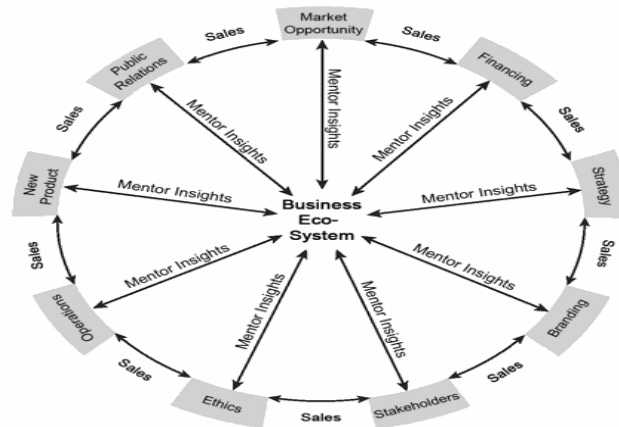 Market
Opportunity
Sales
Financing
Sales
Strategy
Sales
Branding
Sales
Stakeholders
Sales
Ethics
Sales
Operations
Sales
New
Product
Sales
Public
Relations
Sales
Mentor Insights
Mentor Insights
Mentor Insights
Mentor Insights
Mentor Insights
Mentor Insights
Mentor Insights
Mentor Insights
Mentor Insights
Business
Eco-
System